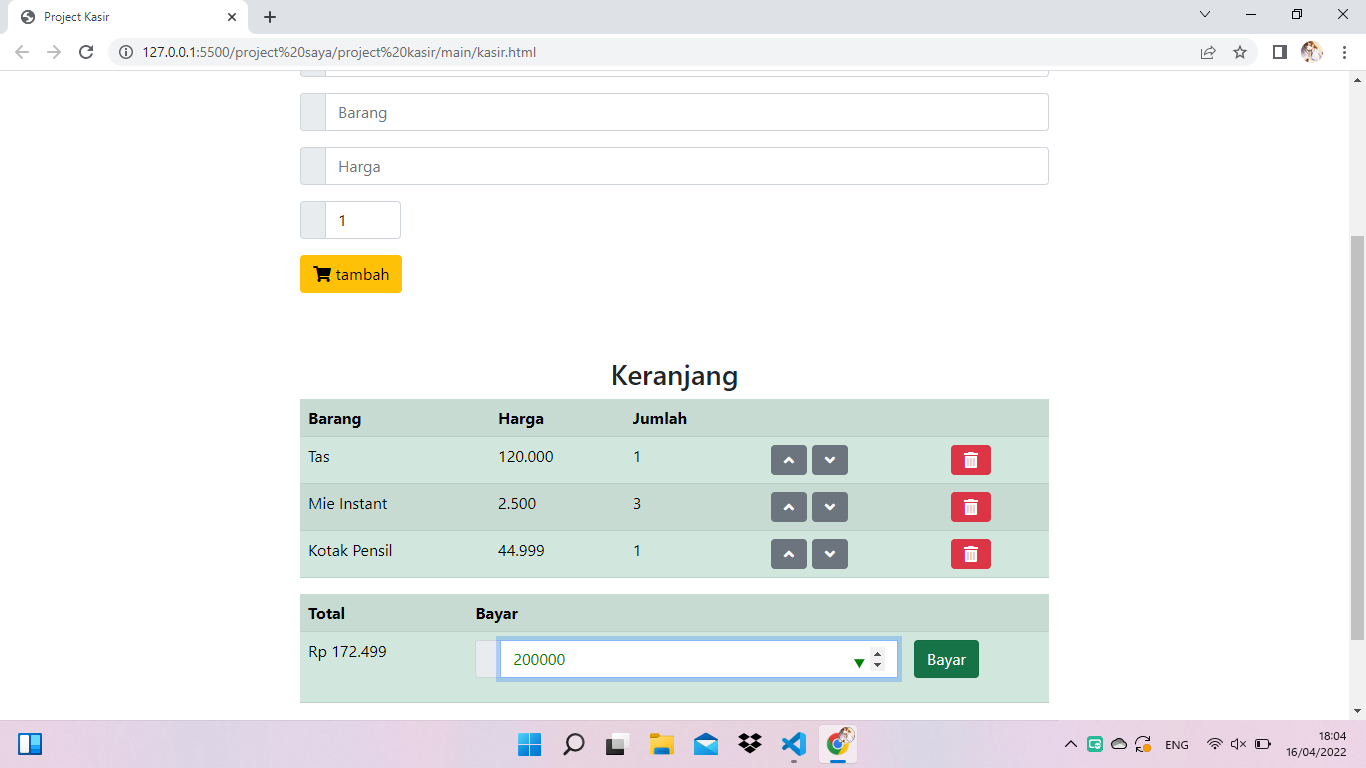 Project Kasir
127.0.0.1:5500/project%20saya/project%20kasir/main/kasir.html
Barang
Harga
1
tambah
Keranjang
Barang Harga Jumlah
Tas 120.000 1
Mie Instant 2.500 3
Kotak Pensil 44.999 1
Total Bayar
Rp 172.499 200000 Bayar
ENG 18:04
16/04/2022